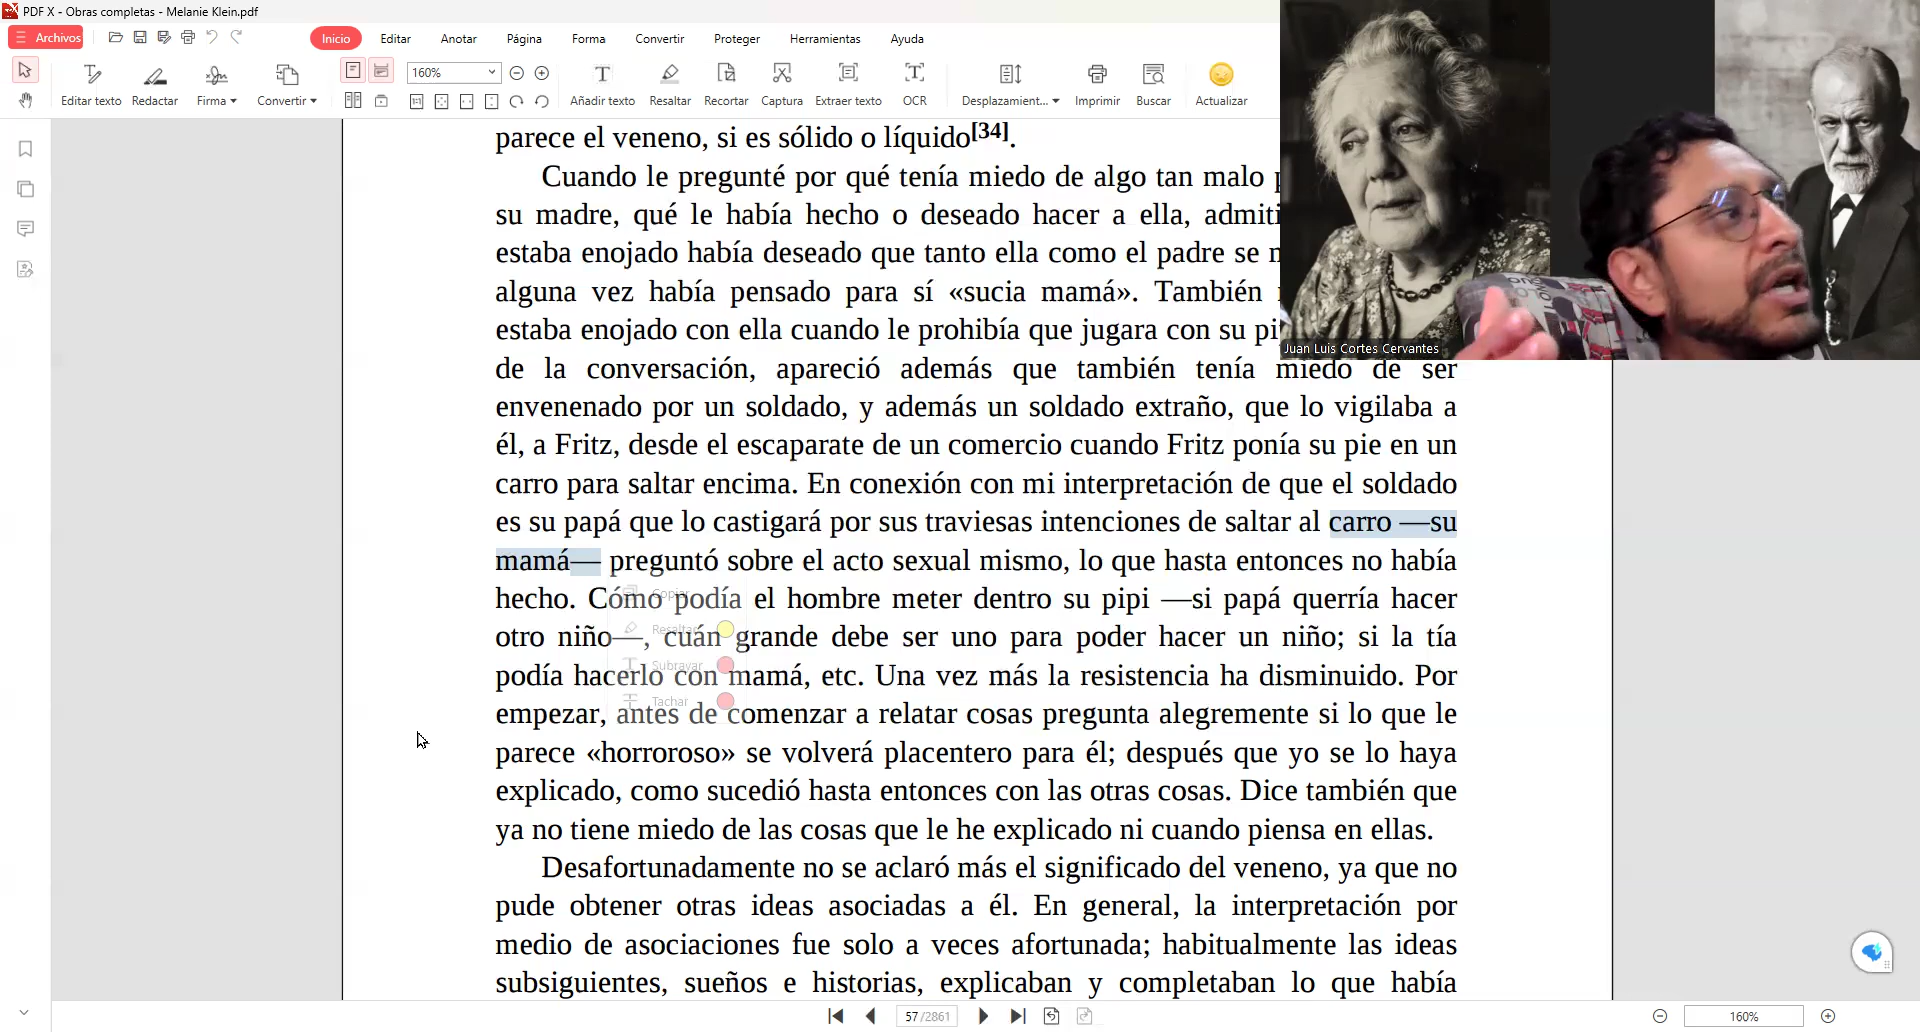 PDF X - Obras completas - Melanie Klein.pdf
Archivos
Inicio
Editar
Anotar
Página
Forma
Convertir
Proteger
Herramientas
Ayuda
160%
Editar texto
Redactar
Firma
Convertir
Añadir texto
Resaltar
Recortar
Captura
Extraer texto
OCR
Desplazamient...
Imprimir
Buscar
Actualizar
parece el veneno, si es sólido o líquido[34].
Cuando le pregunté por qué tenía miedo de algo tan malo
su madre, qué le había hecho o deseado hacer a ella,
estaba enojado había deseado que tanto ella como el padre se
alguna vez había pensado para sí «sucia mamá». También
estaba enojado con ella cuando le prohibía que jugara con su
de la conversación, apareció además que también tenía miedo de ser
envenenado por un soldado, y además un soldado extraño, que lo vigilaba a
él, a Fritz, desde el escaparate de un comercio cuando Fritz ponía su pie en un
carro para saltar encima. En conexión con mi interpretación de que el soldado
es su papá que lo castigará por sus traviesas intenciones de saltar al carro —su
mamá— preguntó sobre el acto sexual mismo, lo que hasta entonces no había
hecho. Cómo podía el hombre meter dentro su pipi —si papá querría hacer
otro niño—, cuán grande debe ser uno para poder hacer un niño; si la tía
podía hacerlo con mamá, etc. Una vez más la resistencia ha disminuido. Por
empezar, antes de comenzar a relatar cosas pregunta alegremente si lo que le
parece «horroroso» se volverá placentero para él; después que yo se lo haya
explicado, como sucedió hasta entonces con las otras cosas. Dice también que
ya no tiene miedo de las cosas que le he explicado ni cuando piensa en ellas.
Desafortunadamente no se aclaró más el significado del veneno, ya que no
pude obtener otras ideas asociadas a él. En general, la interpretación por
medio de asociaciones fue solo a veces afortunada; habitualmente las ideas
subsiguientes, sueños e historias, explicaban y completaban lo que había
Copiar
Resaltar
Subrayar
Tachar
Juan Luis Cortes Cervantes
57 /2861
160%